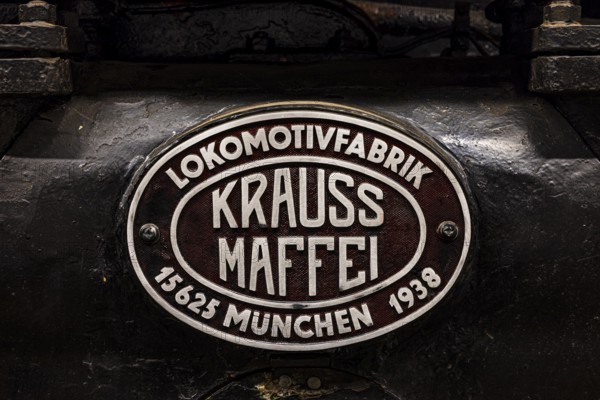 LOKOMOTIVFABRIK
KRAUSS
MAFFEI
15625 MÜNCHEN 1938